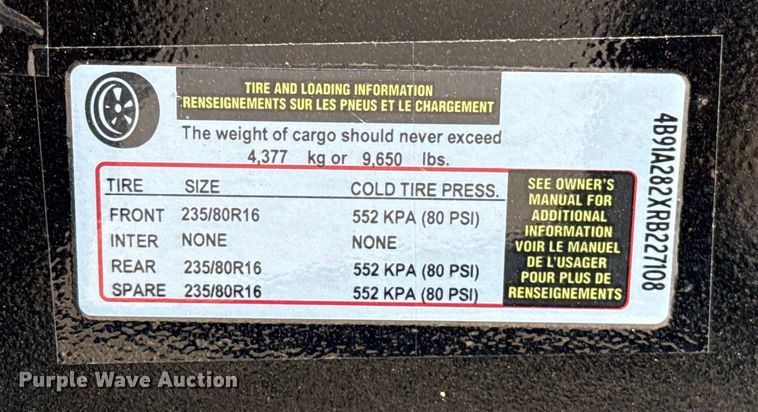 TIRE AND LOADING INFORMATION
RENSEIGNEMENTS SUR LES PNEUS ET LE CHARGEMENT
The weight of cargo should never exceed
4,377 kg or 9,650 lbs.
TIRE SIZE COLD TIRE PRESS.
FRONT 235/80R16 552 KPA (80 PSI)
INTER NONE NONE
REAR 235/80R16 552 KPA (80 PSI)
SPARE 235/80R16 552 KPA (80 PSI)
SEE OWNER'S
MANUAL FOR
ADDITIONAL
INFORMATION
VOIR LE MANUEL
DE L'USAGER
POUR PLUS DE
RENSEIGNEMENTS
4B91A2022XRB227108
Purple Wave Auction